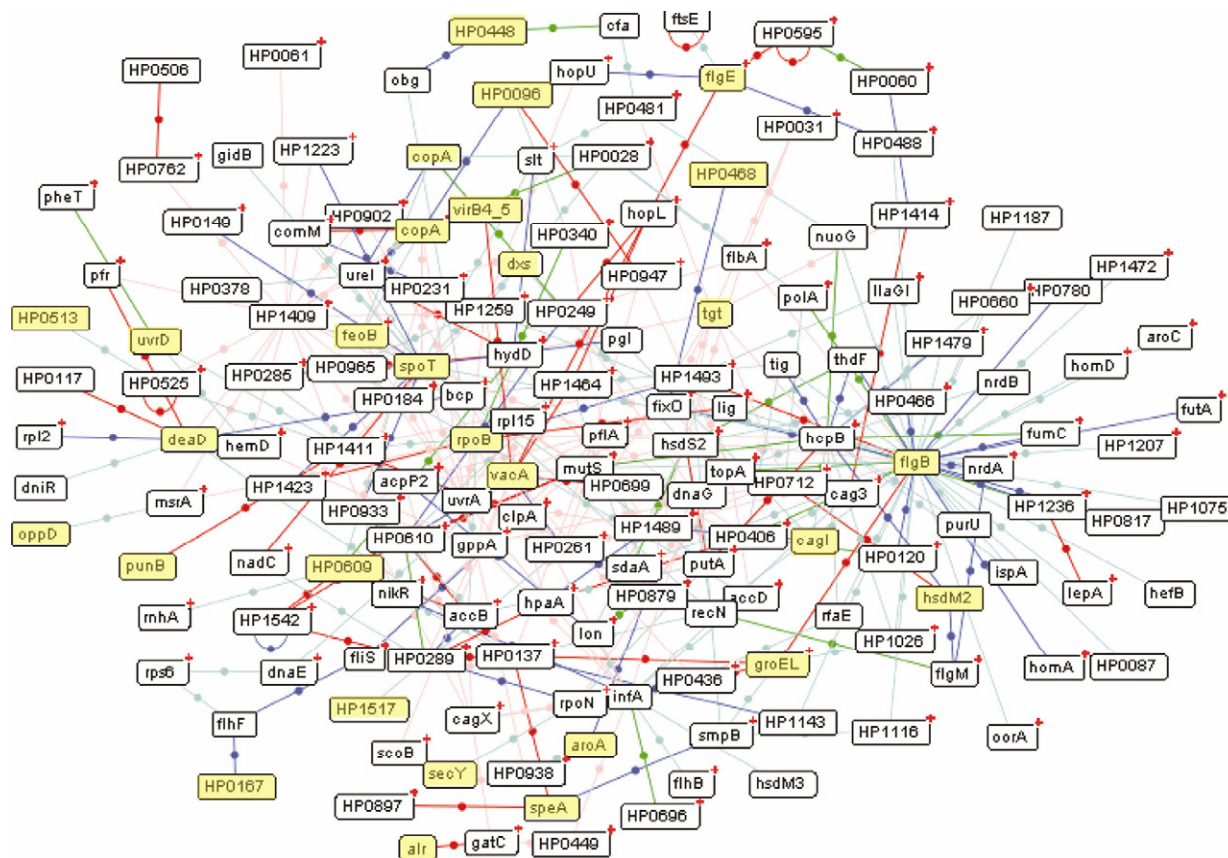 HP0448
cfa
ftsE
HP0595
HP0061
HP0506
obg
hopU
flgE
HP0060
HP0096
HP0481
HP0031
HP0488
gidB
HP1223
copA
slt
HP0028
HP0468
HP0762
pheT
HP0149
HP0902
comM
copA
virB4_5
hopL
HP1414
HP1187
HP0340
nuoG
pfr
ureI
dxs
flbA
HP1472
HP0378
HP0231
HP0947
HP0780
HP0513
HP1409
HP1259
HP0249
tgt
polA
llaGI
HP0660
uvrD
feoB
pgl
aroC
HP0285
HP0965
spoT
hydD
thdF
HP1479
homD
HP0117
HP0525
HP0184
bcp
HP1464
HP1493
tig
nrdB
fixO
lig
HP0466
futA
rpl2
deaD
hemD
HP1411
rpoB
rpl15
pflA
hsdS2
hcpB
fumC
HP1207
dniR
msrA
HP1423
acpP2
vacA
mutS
topA
flgB
nrdA
HP0933
uvrA
clpA
HP0699
dnaG
HP0712
cag3
HP1236
HP0817
HP1075
oppD
HP0610
gppA
HP0261
HP1489
HP0406
cagI
purU
punB
nadC
HP0609
nikR
sdaA
putA
HP0120
ispA
lepA
hefB
rnhA
HP1542
accB
hpaA
HP0879
recN
accD
rfaE
hsdM2
fliS
lon
HP1026
homA
HP0087
rps6
dnaE
HP0289
HP0137
HP0436
groEL
flgM
HP1517
rpoN
infA
flhF
cagX
HP1143
HP1116
oorA
scoB
secY
aroA
smpB
HP0167
HP0938
flhB
hsdM3
HP0897
speA
HP0696
alr
gatC
HP0449